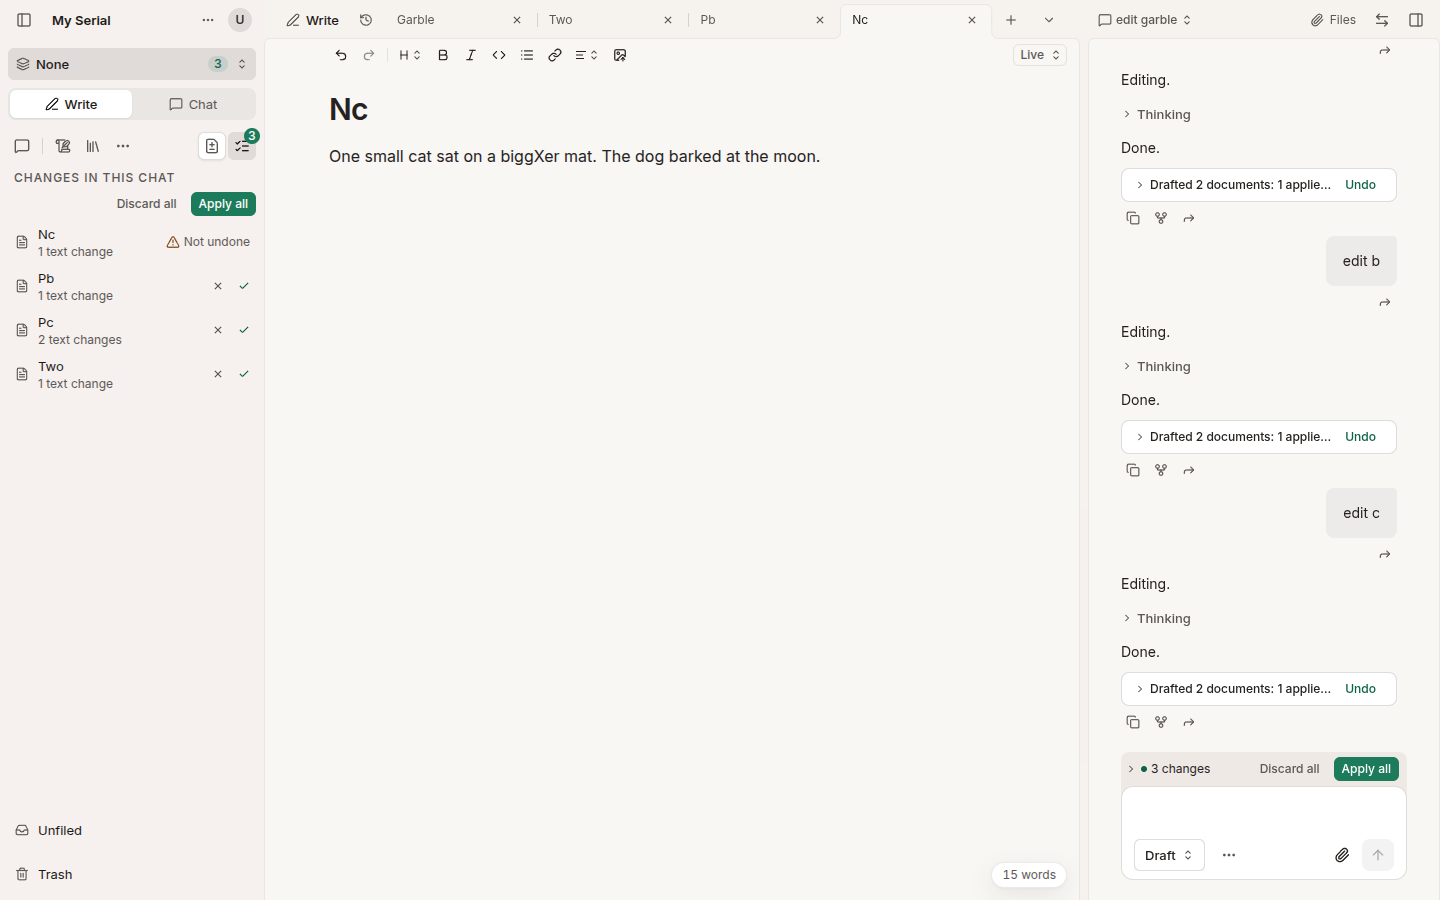 My Serial
U
None
3
Write
Chat
3
CHANGES IN THIS CHAT
Discard all
Apply all
Nc
1 text change
Not undone
Pb
1 text change
Pc
2 text changes
Two
1 text change
Unfiled
Trash
Write
Garble
Two
Pb
Nc
H
B
I
Live
Nc
One small cat sat on a biggXer mat. The dog barked at the moon.
15 words
edit garble
Files
Editing.
Thinking
Done.
Drafted 2 documents: 1 applie...
Undo
edit b
Editing.
Thinking
Done.
Drafted 2 documents: 1 applie...
Undo
edit c
Editing.
Thinking
Done.
Drafted 2 documents: 1 applie...
Undo
3 changes
Discard all
Apply all
Draft